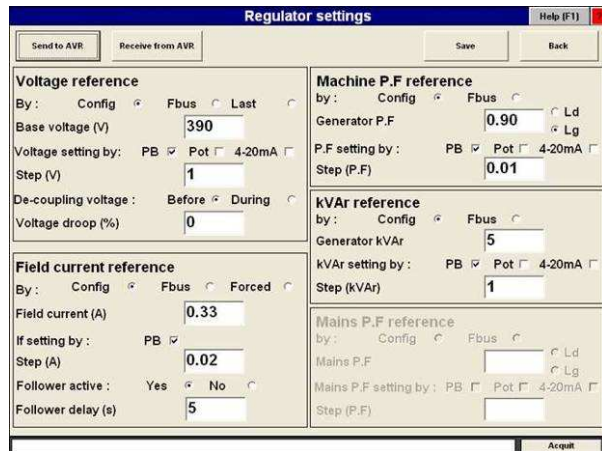 Regulator settings
Help (F1)
Send to AVR
Receive from AVR
Save
Back
Voltage reference
By : Config Fbus Last
Base voltage (V) 390
Voltage setting by: PB Pot 4-20mA
Step (V) 1
De-coupling voltage : Before During
Voltage droop (%) 0
Field current reference
By : Config Fbus Forced
Field current (A) 0.33
If setting by : PB
Step (A) 0.02
Follower active : Yes No
Follower delay (s) 5
Machine P.F reference
by : Config Fbus
Generator P.F 0.90 Ld
Lg
P.F setting by : PB Pot 4-20mA
Step (P.F) 0.01
kVAr reference
by : Config Fbus
Generator kVAr 5
kVAr setting by : PB Pot 4-20mA
Step (kVAr) 1
Mains P.F reference
by : Config Fbus
Mains P.F Ld
Lg
Mains P.F setting by : PB Pot 4-20mA
Step (P.F)
Acquit